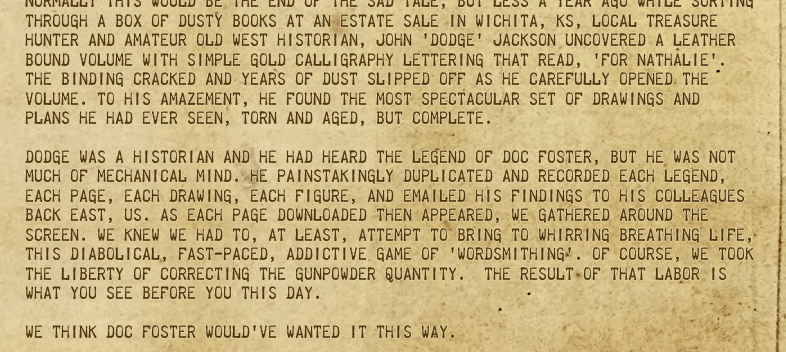 NORMALLY THIS WOULD BE THE END OF THE SAD TALE, BUT LESS A YEAR AGO WHILE SORTING
THROUGH A BOX OF DUSTY BOOKS AT AN ESTATE SALE IN WICHITA, KS, LOCAL TREASURE
HUNTER AND AMATEUR OLD WEST HISTORIAN, JOHN 'DODGE' JACKSON UNCOVERED A LEATHER
BOUND VOLUME WITH SIMPLE GOLD CALLIGRAPHY LETTERING THAT READ, 'FOR NATHALIE'.
THE BINDING CRACKED AND YEARS OF DUST SLIPPED OFF AS HE CAREFULLY OPENED THE
VOLUME. TO HIS AMAZEMENT, HE FOUND THE MOST SPECTACULAR SET OF DRAWINGS AND
PLANS HE HAD EVER SEEN, TORN AND AGED, BUT COMPLETE.
DODGE WAS A HISTORIAN AND HE HAD HEARD THE LEGEND OF DOC FOSTER, BUT HE WAS NOT
MUCH OF MECHANICAL MIND. HE PAINSTAKINGLY DUPLICATED AND RECORDED EACH LEGEND,
EACH PAGE, EACH DRAWING, EACH FIGURE, AND EMAILED HIS FINDINGS TO HIS COLLEAGUES
BACK EAST, US. AS EACH PAGE DOWNLOADED THEN APPEARED, WE GATHERED AROUND THE
SCREEN. WE KNEW WE HAD TO, AT LEAST, ATTEMPT TO BRING TO WHIRRING BREATHING LIFE,
THIS DIABOLICAL, FAST-PACED, ADDICTIVE GAME OF 'WORDSMITHING'. OF COURSE, WE TOOK
THE LIBERTY OF CORRECTING THE GUNPOWDER QUANTITY. THE RESULT OF THAT LABOR IS
WHAT YOU SEE BEFORE YOU THIS DAY.
WE THINK DOC FOSTER WOULD'VE WANTED IT THIS WAY.